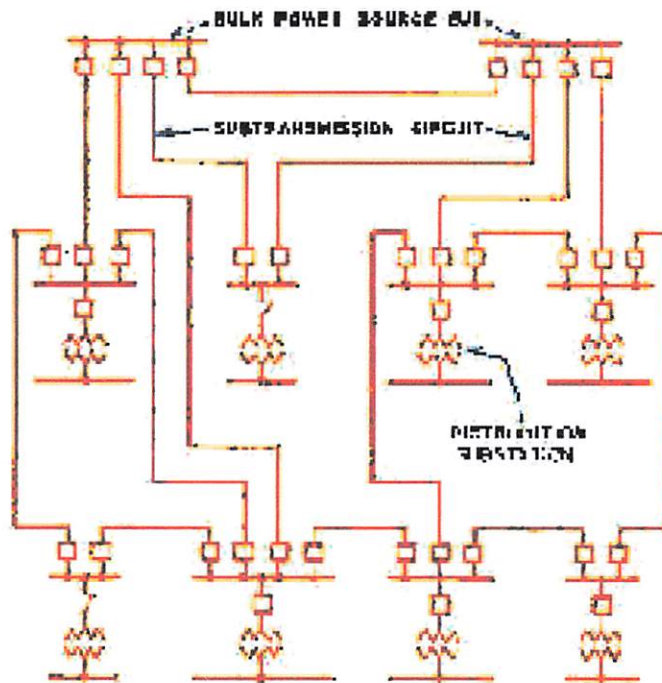 BULK POWER SOURCE BUS
SUBTRANSMISSION CIRCUIT
DISTRIBUTION
SUBSTATION